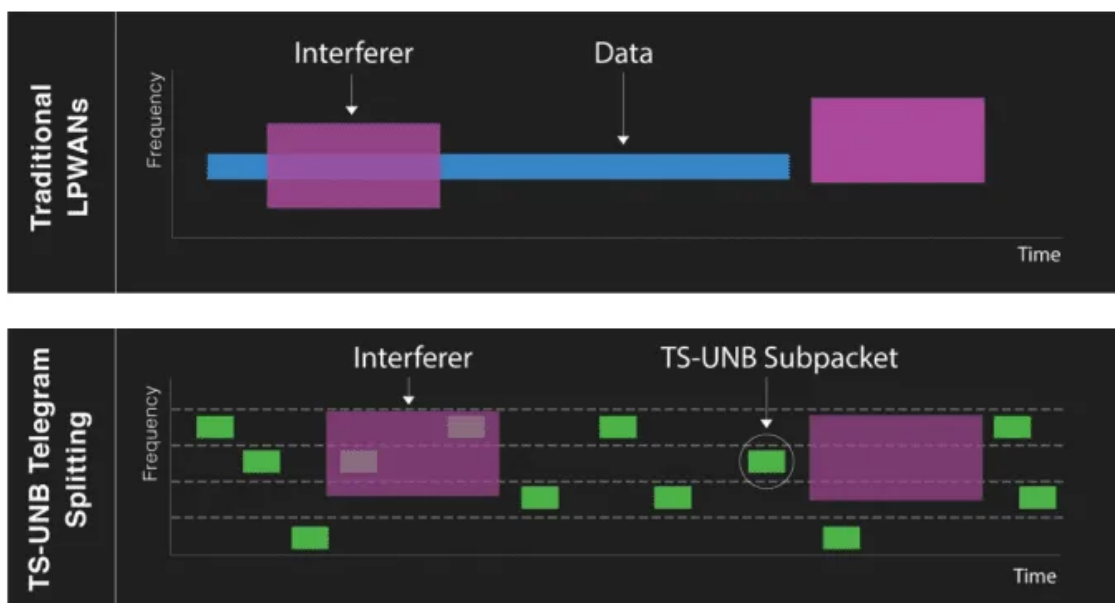 Traditional
LPWANs
Frequency
Interferer
Data
Time
TS-UNB Telegram
Splitting
Frequency
Interferer
TS-UNB Subpacket
Time